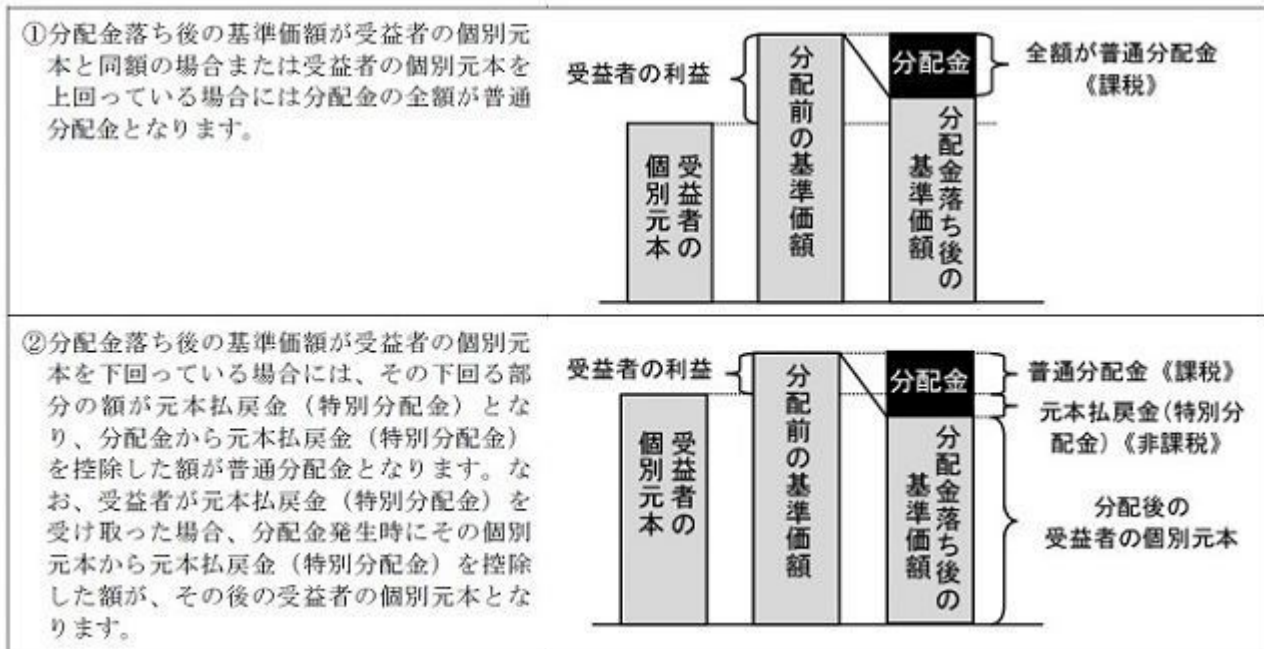 ①分配金落ち後の基準価額が受益者の個別元
本と同額の場合または受益者の個別元本を
上回っている場合には分配金の全額が普通
分配金となります。
受益者の利益
受益者の
個別元本
分配前の基準価額
分配金
分配金落ち後の
基準価額
全額が普通分配金
《課税》
②分配金落ち後の基準価額が受益者の個別元
本を下回っている場合には、その下回る部
分の額が元本払戻金（特別分配金）とな
り、分配金から元本払戻金（特別分配金）
を控除した額が普通分配金となります。な
お、受益者が元本払戻金（特別分配金）を
受け取った場合、分配金発生時にその個別
元本から元本払戻金（特別分配金）を控除
した額が、その後の受益者の個別元本とな
ります。
受益者の利益
受益者の
個別元本
分配前の基準価額
分配金
分配金落ち後の
基準価額
普通分配金《課税》
元本払戻金（特別分
配金）《非課税》
分配後の
受益者の個別元本